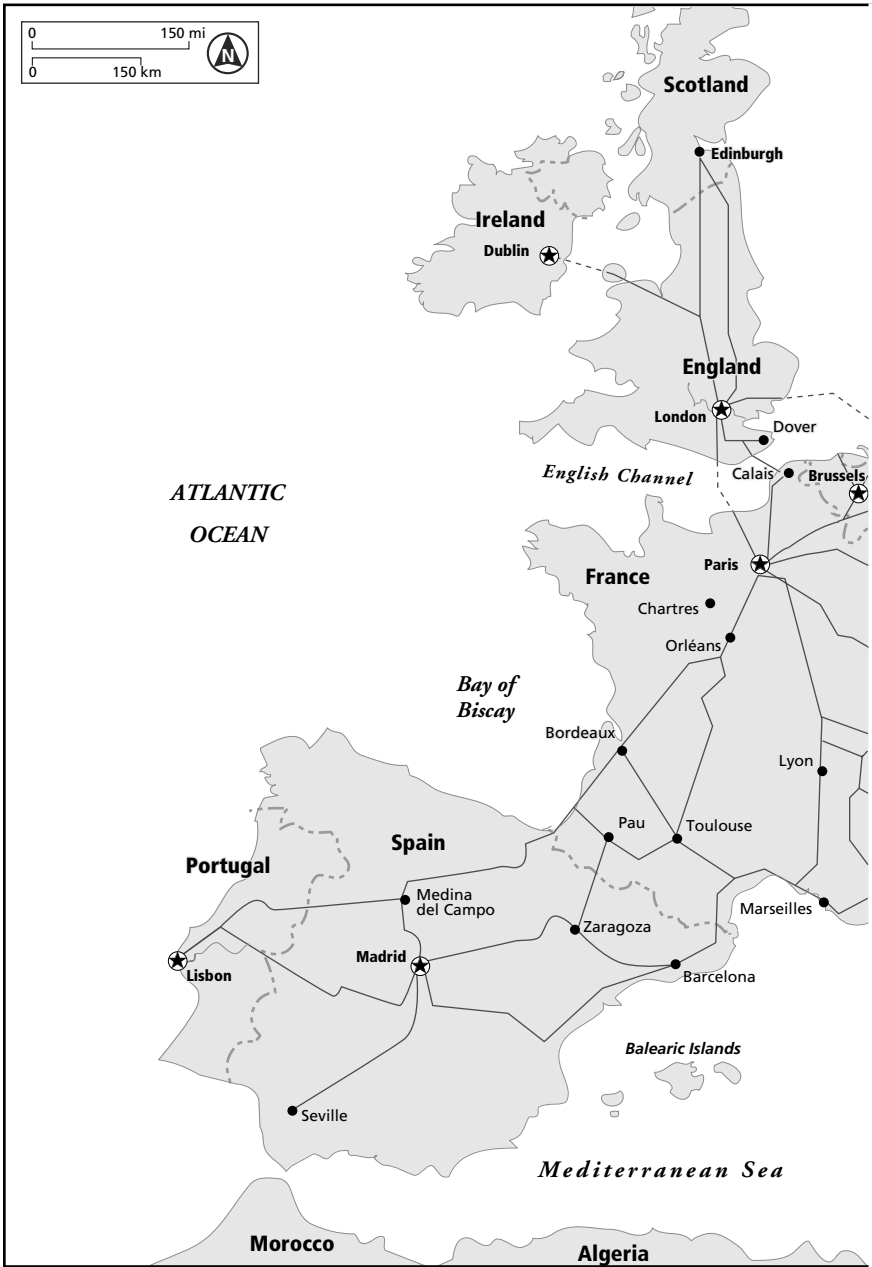 0 150 mi
0 150 km
N
Scotland
Edinburgh
Ireland
Dublin
England
London
Dover
English Channel
Calais
Brussels
ATLANTIC
OCEAN
France
Paris
Chartres
Orléans
Bay of
Biscay
Bordeaux
Lyon
Pau
Toulouse
Spain
Portugal
Medina
del Campo
Marseilles
Zaragoza
Madrid
Lisbon
Barcelona
Balearic Islands
Seville
Mediterranean Sea
Morocco
Algeria